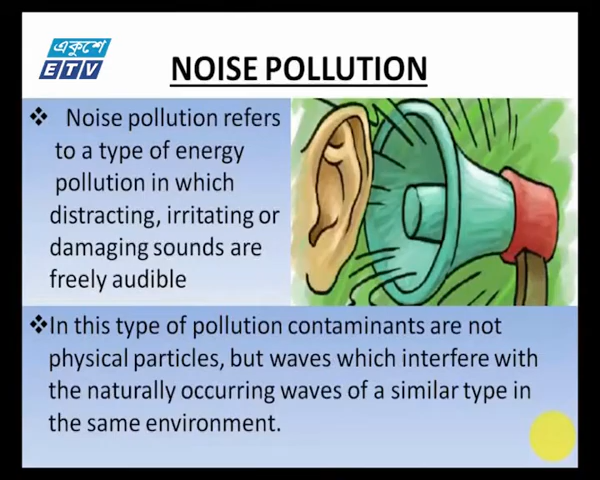 একুশে
ETV
NOISE POLLUTION
❖ Noise pollution refers
to a type of energy
pollution in which
distracting, irritating or
damaging sounds are
freely audible
❖In this type of pollution contaminants are not
physical particles, but waves which interfere with
the naturally occurring waves of a similar type in
the same environment.